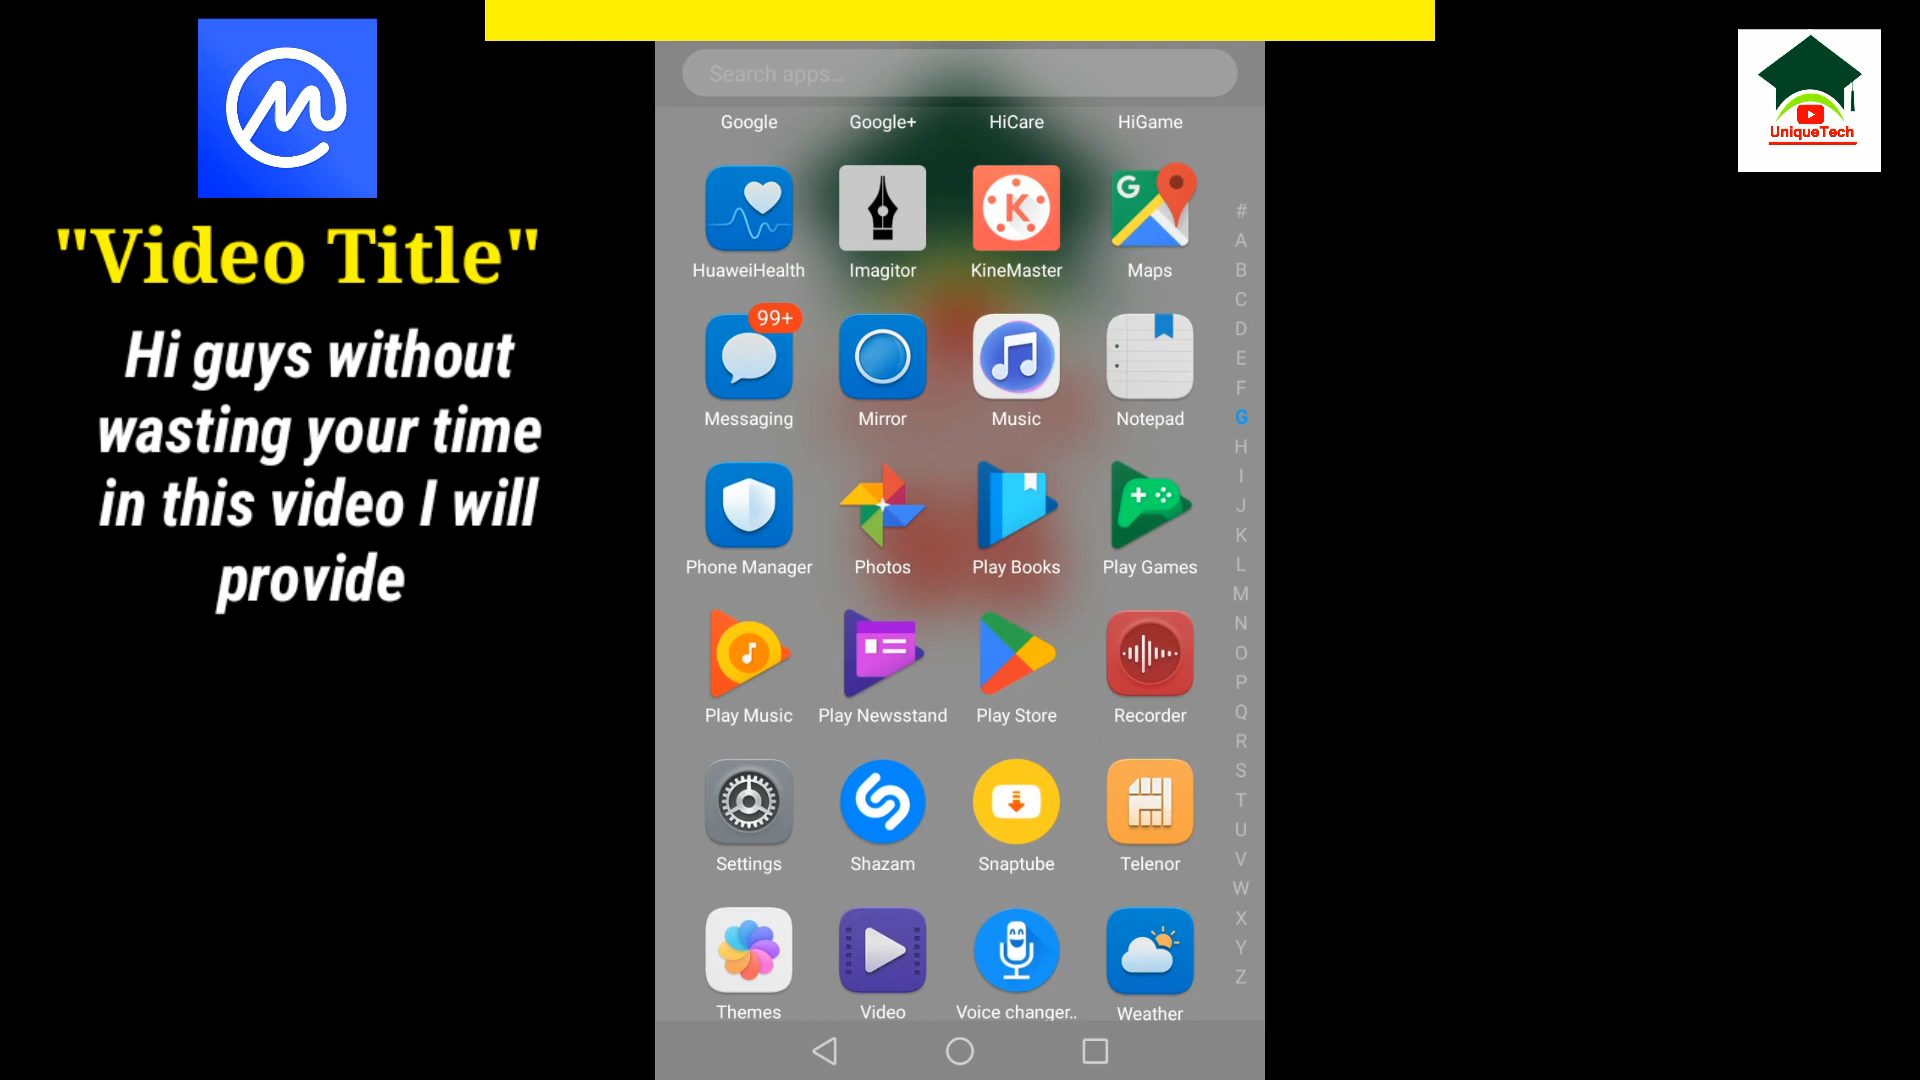 "Video Title"
Hi guys without
wasting your time
in this video I will
provide
Search apps...
Google Google+ HiCare HiGame
HuaweiHealth Imagitor KineMaster Maps
99+
Messaging Mirror Music Notepad
Phone Manager Photos Play Books Play Games
Play Music Play Newsstand Play Store Recorder
Settings Shazam Snaptube Telenor
Themes Video Voice changer.. Weather
#
A
B
C
D
E
F
G
H
I
J
K
L
M
N
O
P
Q
R
S
T
U
V
W
X
Y
Z
UniqueTech